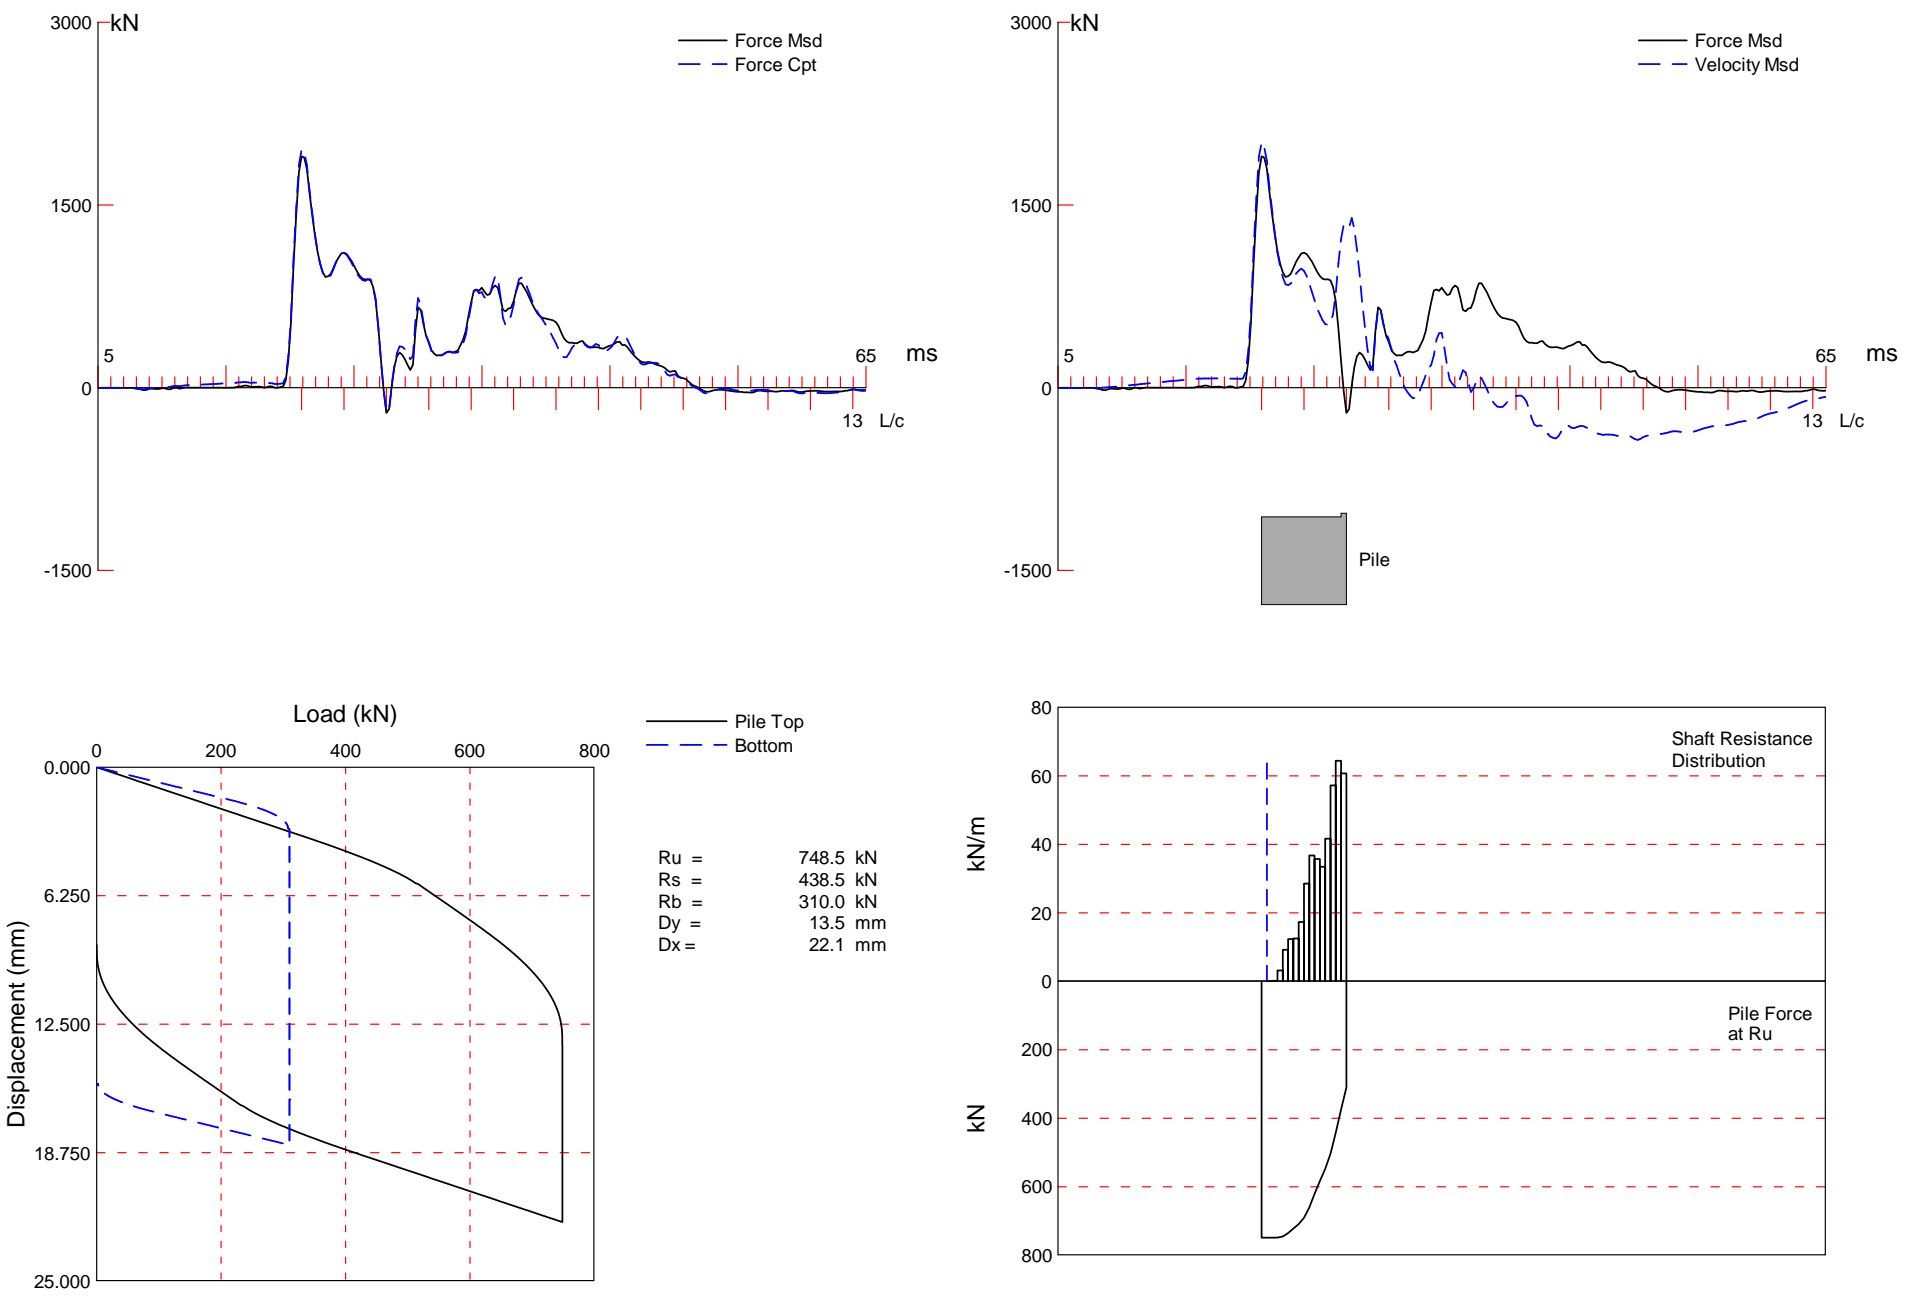 3000 kN
Force Msd
Force Cpt
1500
5
65 ms
0
13 L/c
-1500
3000 kN
Force Msd
Velocity Msd
1500
5
65 ms
0
13 L/c
Pile
-1500
Load (kN)
Pile Top
Bottom
0 200 400 600 800
0.000
6.250
12.500
18.750
25.000
Displacement (mm)
Ru = 748.5 kN
Rs = 438.5 kN
Rb = 310.0 kN
Dy = 13.5 mm
Dx = 22.1 mm
80
Shaft Resistance
Distribution
60
40
20
0
kN/m
Pile Force
at Ru
200
400
600
800
kN